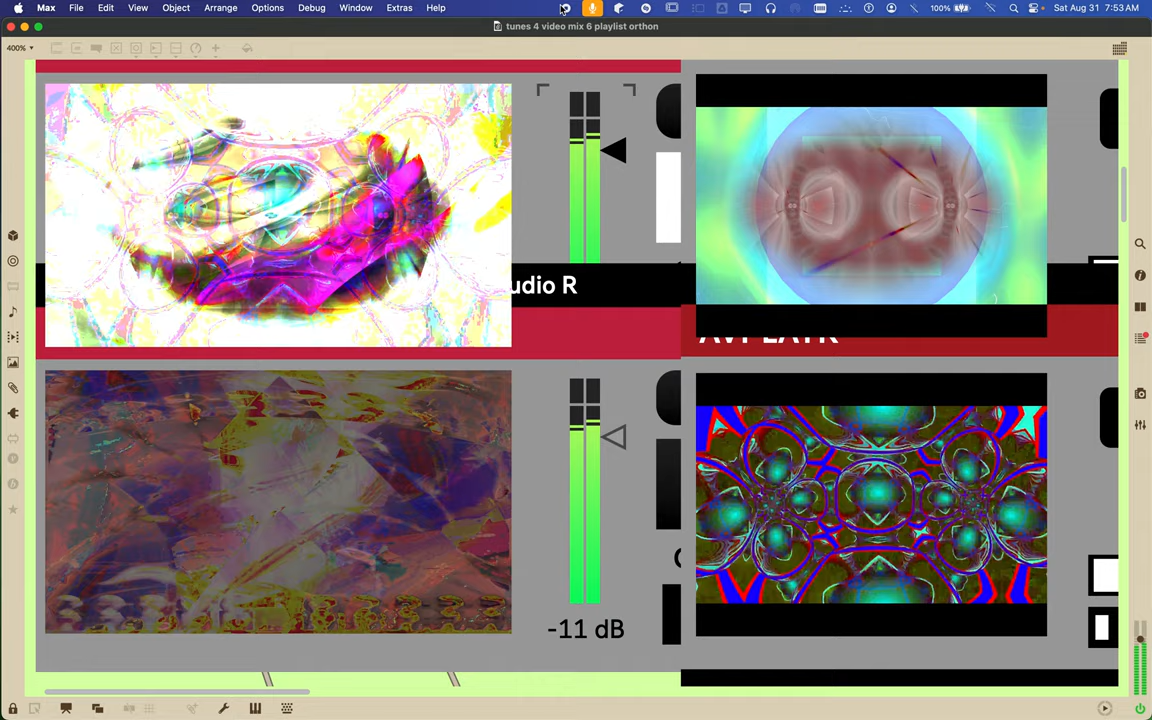 Max File Edit View Object Arrange Options Debug Window Extras Help 100% Sat Aug 31 7:53 AM
tunes 4 video mix 6 playlist orthon
400%
udio R
-11 dB